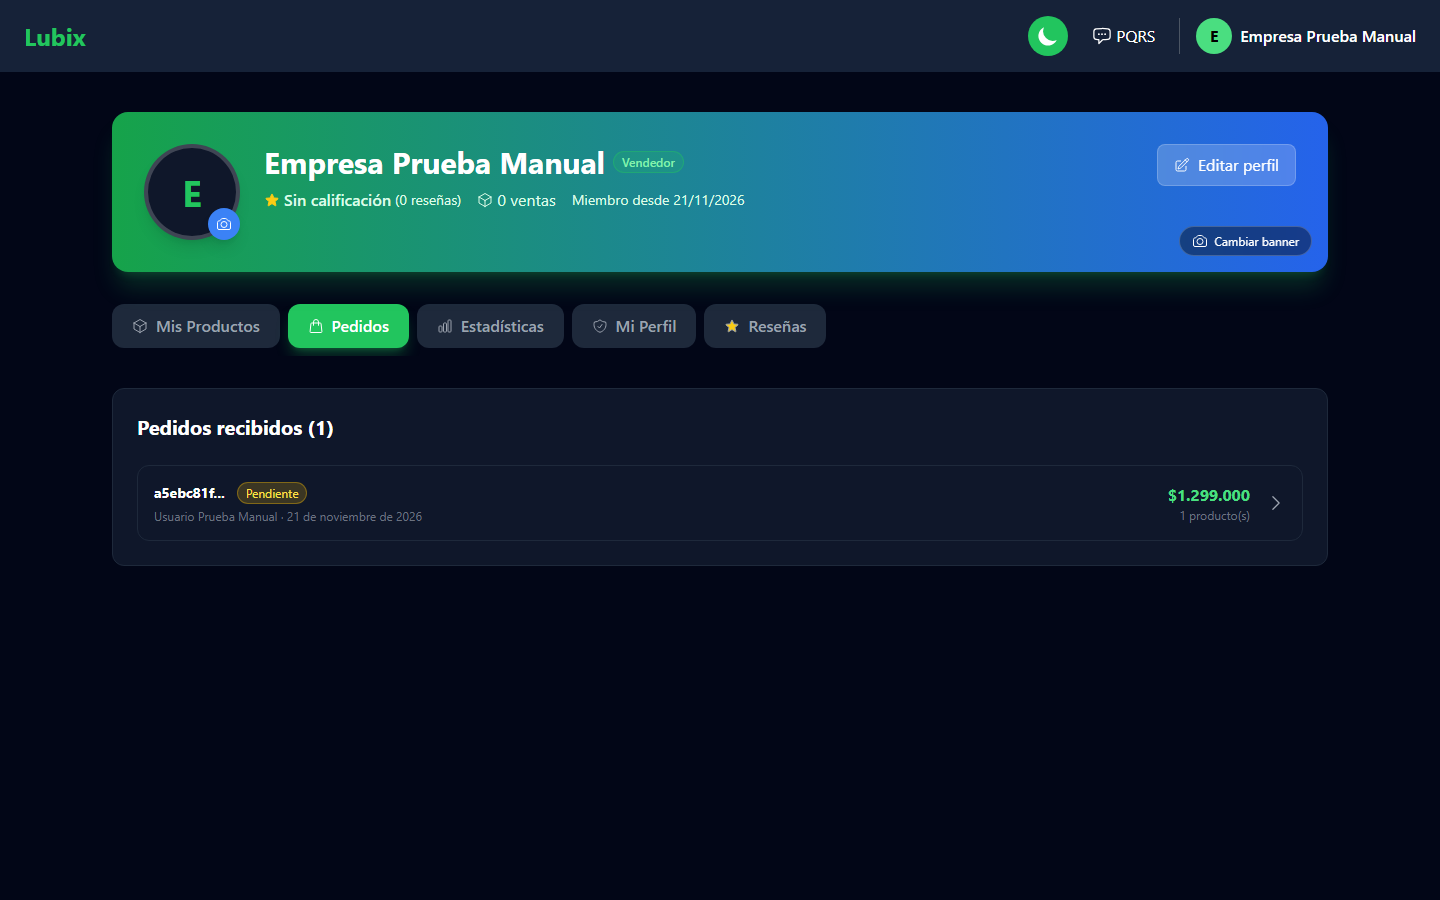 Lubix
PQRS
E
Empresa Prueba Manual
E
Empresa Prueba Manual
Vendedor
Sin calificación (0 reseñas)
0 ventas
Miembro desde 21/11/2026
Editar perfil
Cambiar banner
Mis Productos
Pedidos
Estadísticas
Mi Perfil
Reseñas
Pedidos recibidos (1)
a5ebc81f...
Pendiente
Usuario Prueba Manual · 21 de noviembre de 2026
$1.299.000
1 producto(s)